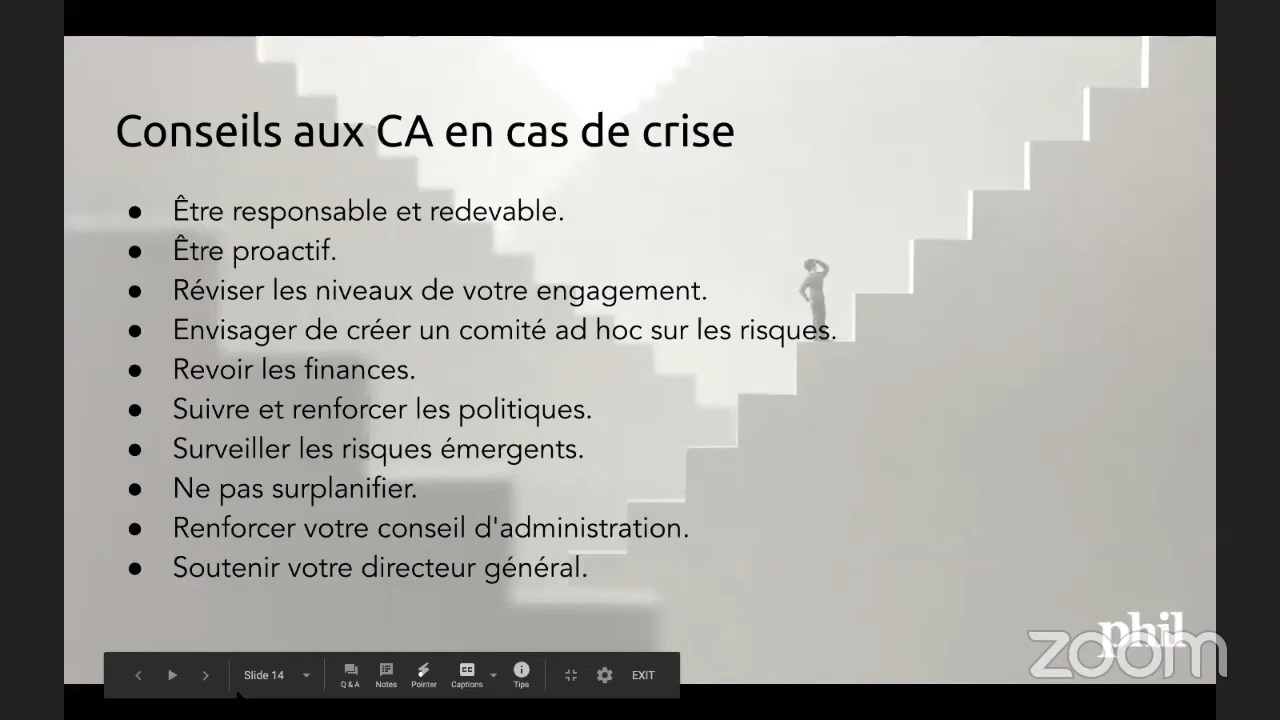 Conseils aux CA en cas de crise
● Être responsable et redevable.
● Être proactif.
● Réviser les niveaux de votre engagement.
● Envisager de créer un comité ad hoc sur les risques.
● Revoir les finances.
● Suivre et renforcer les politiques.
● Surveiller les risques émergents.
● Ne pas surplanifier.
● Renforcer votre conseil d'administration.
● Soutenir votre directeur général.
phil
zoom
Slide 14 Q & A Notes Pointer Captions Tips EXIT